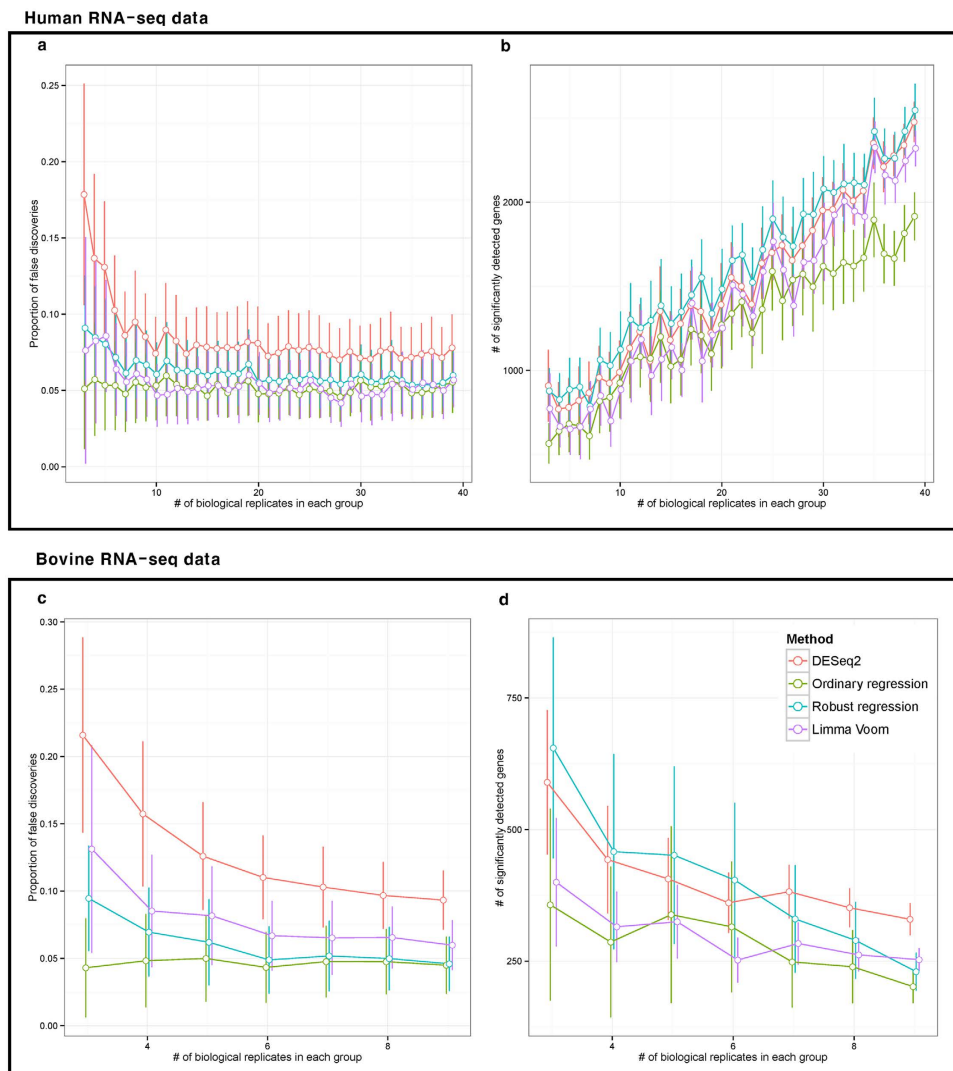 Human RNA-seq data
a
b
0.25
0.20
0.15
0.10
0.05
0.00
Proportion of false discoveries
10
20
30
40
# of biological replicates in each group
2000
1000
# of significantly detected genes
10
20
30
40
# of biological replicates in each group
Bovine RNA-seq data
c
d
0.30
0.25
0.20
0.15
0.10
0.05
0.00
Proportion of false discoveries
4
6
8
# of biological replicates in each group
750
500
250
# of significantly detected genes
Method
DESeq2
Ordinary regression
Robust regression
Limma Voom
4
6
8
# of biological replicates in each group